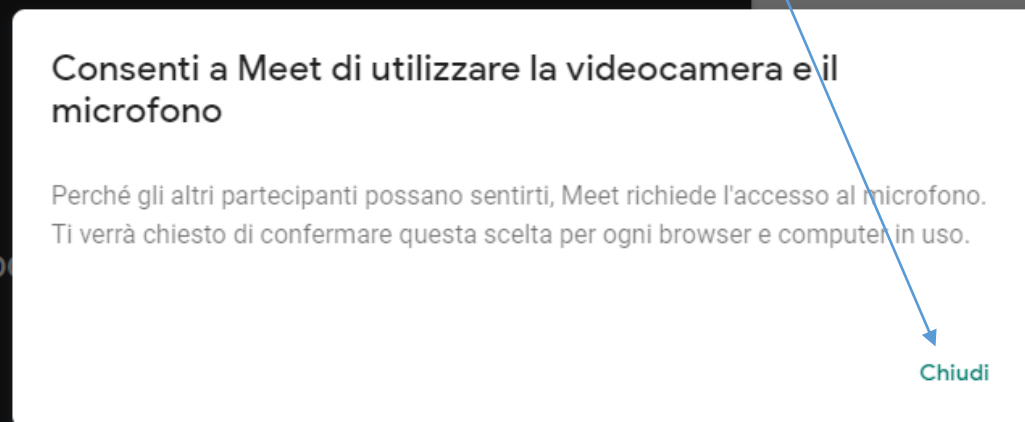 Consenti a Meet di utilizzare la videocamera e il
microfono
Perché gli altri partecipanti possano sentirti, Meet richiede l'accesso al microfono.
Ti verrà chiesto di confermare questa scelta per ogni browser e computer in uso.
Chiudi